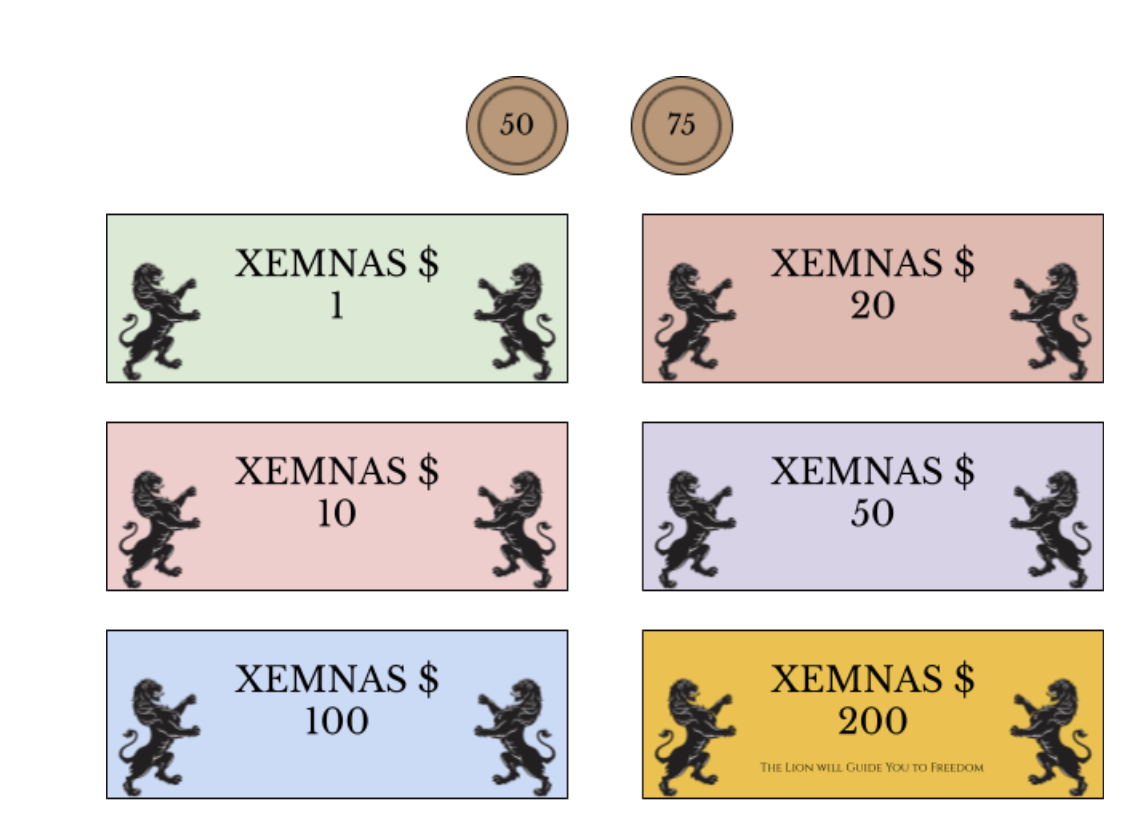 50
75
XEMNAS $
1
XEMNAS $
20
XEMNAS $
10
XEMNAS $
50
XEMNAS $
100
XEMNAS $
200
The Lion will Guide You to Freedom